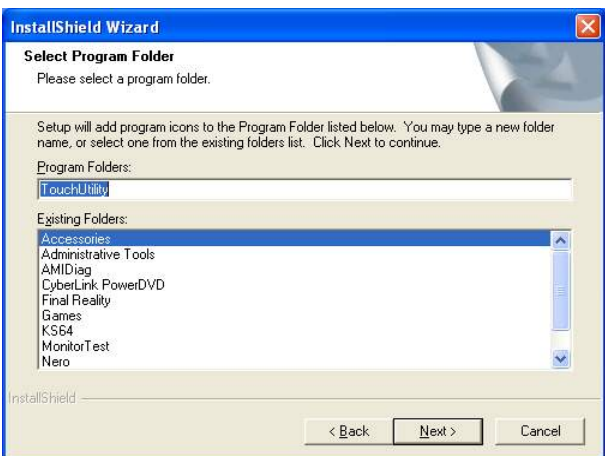 InstallShield Wizard
Select Program Folder
Please select a program folder.
Setup will add program icons to the Program Folder listed below. You may type a new folder
name, or select one from the existing folders list. Click Next to continue.
Program Folders:
TouchUtility
Existing Folders:
Accessories
Administrative Tools
AMIDiag
CyberLink PowerDVD
Final Reality
Games
KS64
MonitorTest
Nero
InstallShield
< Back
Next >
Cancel